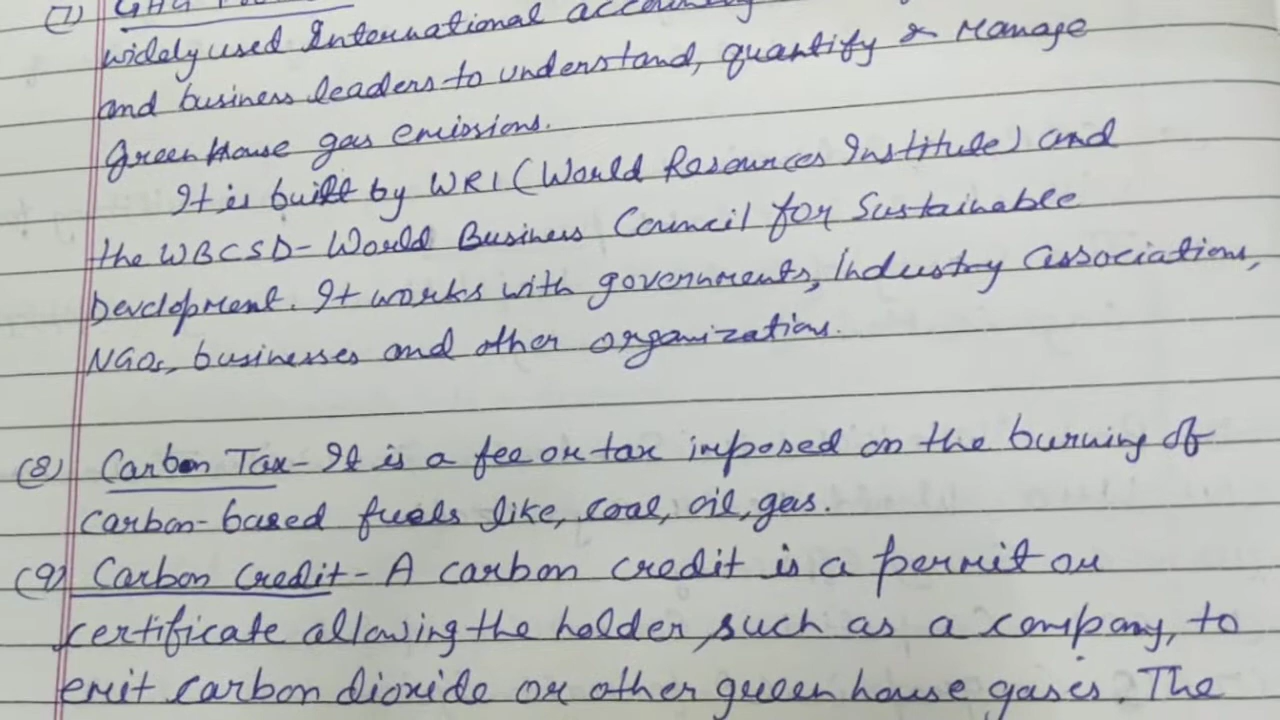 (7) GHG
widely used International accounting
and business leaders to understand, quantify & Manage
Green House gas emissions.
It is built by WRI (World Resources Institute) and
the WBCSD - World Business Council for Sustainable
Development. It works with governments, Industry associations,
NGOs, businesses and other organizations.
(8) Carbon Tax - It is a fee or tax imposed on the burning of
carbon-based fuels like, coal, oil, gas.
(9) Carbon Credit - A carbon credit is a permit or
certificate allowing the holder, such as a company, to
emit carbon dioxide or other green house gases. The